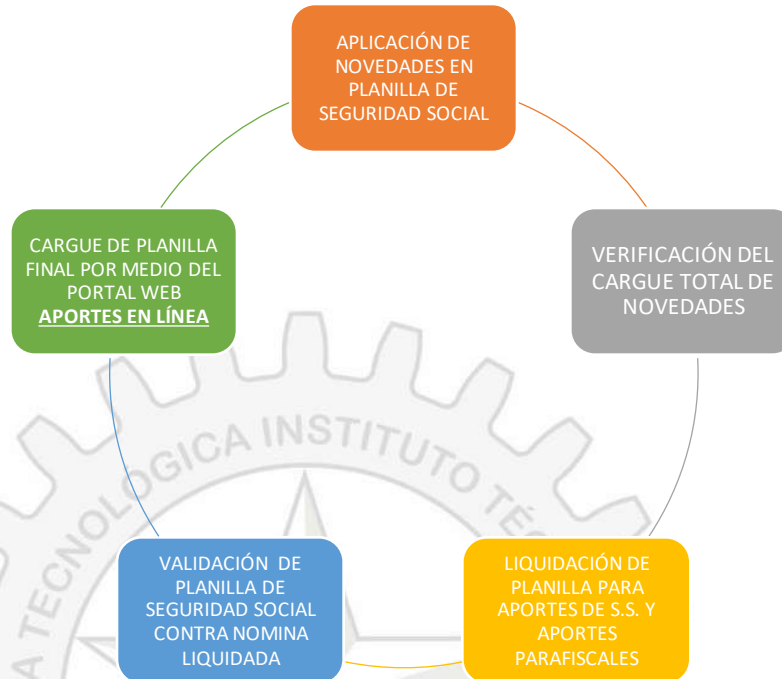 APLICACIÓN DE
NOVEDADES EN
PLANILLA DE
SEGURIDAD SOCIAL
VERIFICACIÓN DEL
CARGUE TOTAL DE
NOVEDADES
LIQUIDACIÓN DE
PLANILLA PARA
APORTES DE S.S. Y
APORTES
PARAFISCALES
VALIDACIÓN DE
PLANILLA DE
SEGURIDAD SOCIAL
CONTRA NOMINA
LIQUIDADA
CARGUE DE PLANILLA
FINAL POR MEDIO DEL
PORTAL WEB
APORTES EN LÍNEA
TECNOLOGICA INSTITUTO